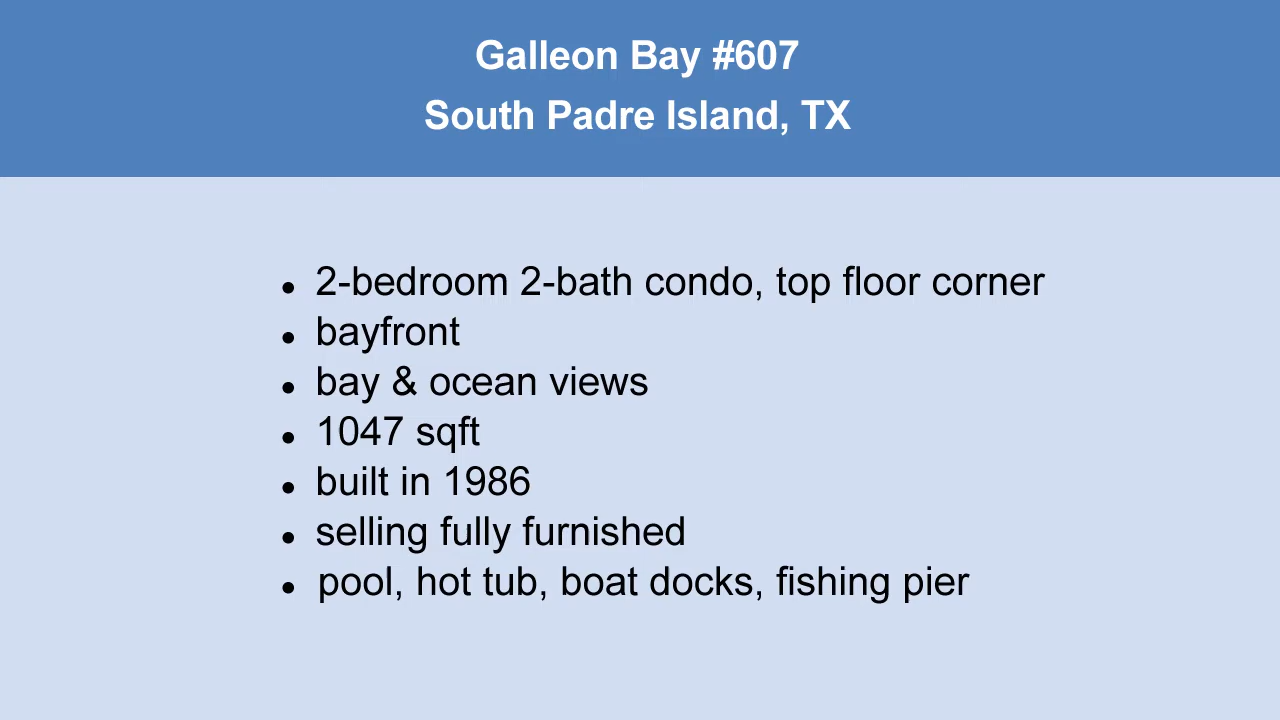 Galleon Bay #607
South Padre Island, TX
• 2-bedroom 2-bath condo, top floor corner
• bayfront
• bay & ocean views
• 1047 sqft
• built in 1986
• selling fully furnished
• pool, hot tub, boat docks, fishing pier